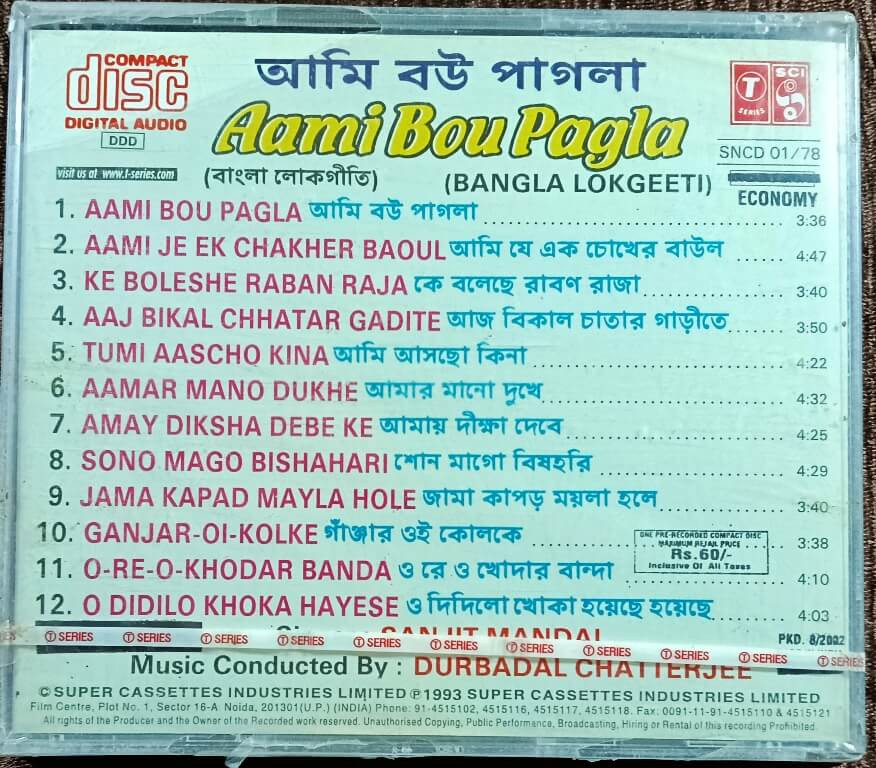 COMPACT
disc
DIGITAL AUDIO
DDD
আমি বউ পাগলা
T
SERIES
SCI
Aami Bou Pagla
SNCD 01/78
visit us at www.t-series.com
(বাংলা লোকগীতি)
(BANGLA LOKGEETI)
ECONOMY
1. AAMI BOU PAGLA আমি বউ পাগলা 3:36
2. AAMI JE EK CHAKHER BAOUL আমি যে এক চোখের বাউল 4:47
3. KE BOLESHE RABAN RAJA কে বলেছে রাবণ রাজা 3:40
4. AAJ BIKAL CHHATAR GADITE আজ বিকাল চাতার গাড়ীতে 3:50
5. TUMI AASCHO KINA আমি আসছো কিনা 4:22
6. AAMAR MANO DUKHE আমার মানো দুখে 4:32
7. AMAY DIKSHA DEBE KE আমায় দীক্ষা দেবে 4:25
8. SONO MAGO BISHAHARI শোন মাগো বিষহরি 4:29
9. JAMA KAPAD MAYLA HOLE জামা কাপড় ময়লা হলে 3:40
10. GANJAR-OI-KOLKE গাঁঞ্জার ওই কোলকে 3:38
ONE PRE-RECORDED COMPACT DISC
MAXIMUM RETAIL PRICE
Rs.60/-
Inclusive Of All Taxes
11. O-RE-O-KHODAR BANDA ও রে ও খোদার বান্দা 4:10
12. O DIDILO KHOKA HAYESE ও দিদিলো খোকা হয়েছে হয়েছে 4:03
SANJIT MANDAL
PKD. 8/2002
T SERIES T SERIES T SERIES T SERIES T SERIES T SERIES T SERIES T SERIES T SERIES T SERIES
Music Conducted By : DURBADAL CHATTERJEE
© SUPER CASSETTES INDUSTRIES LIMITED ℗ 1993 SUPER CASSETTES INDUSTRIES LIMITED
Film Centre, Plot No. 1, Sector 16-A Noida, 201301(U.P.) (INDIA) Phone: 91-4515102, 4515116, 4515117, 4515118. Fax: 0091-11-91-4515110 & 4515121
All rights of the Producer and the Owner of the Recorded work reserved. Unauthorised Copying, Public Performance, Broadcasting, Hiring or Rental of this recording Prohibited.